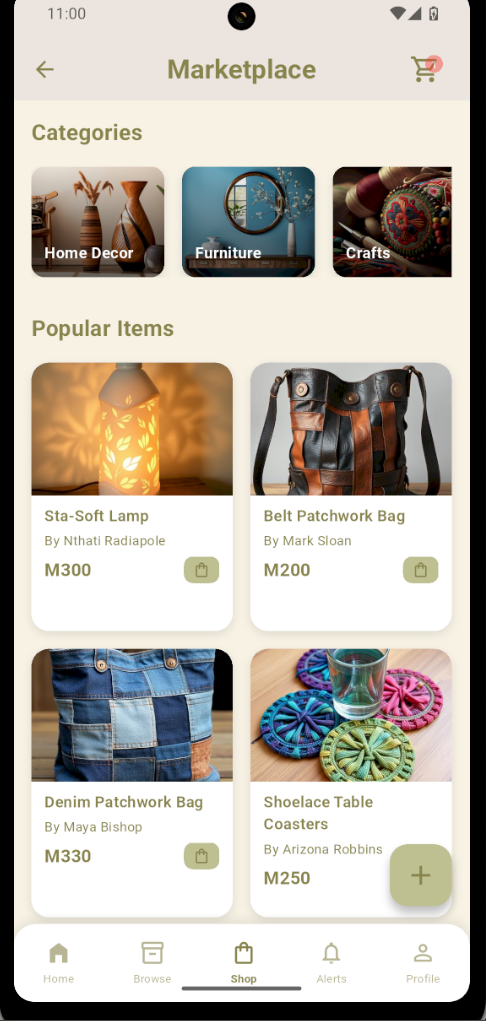 11:00
Marketplace
Categories
Home Decor
Furniture
Crafts
Popular Items
Sta-Soft Lamp
By Nthati Radiapole
M300
Belt Patchwork Bag
By Mark Sloan
M200
Denim Patchwork Bag
By Maya Bishop
M330
Shoelace Table
Coasters
By Arizona Robbins
M250
Home
Browse
Shop
Alerts
Profile